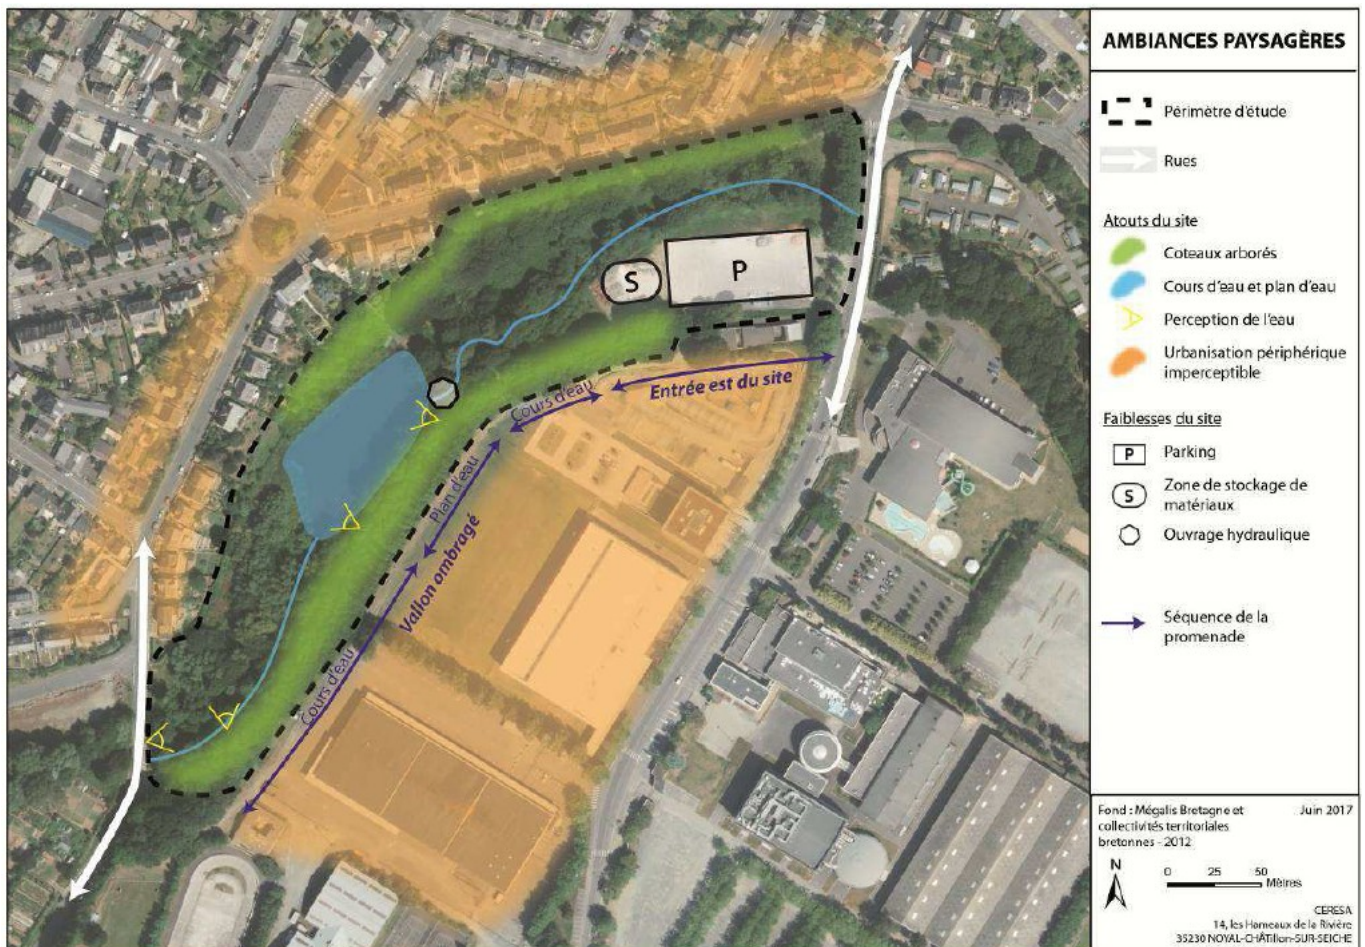 AMBIANCES PAYSAGÈRES
Périmètre d'étude
Rues
Atouts du site
Coteaux arborés
Cours d'eau et plan d'eau
Perception de l'eau
Urbanisation périphérique
imperceptible
Faiblesses du site
P
Parking
S
Zone de stockage de
matériaux
Ouvrage hydraulique
Séquence de la
promenade
Fond : Mégalis Bretagne et
collectivités territoriales
bretonnes - 2012
Juin 2017
N
0 25 50
Mètres
CERESA
14, les Hameaux de la Rivière
35230 NOYAL-CHÂTillon-SUR-SEICHE
S
P
Cours d'eau
Entrée est du site
Plan d'eau
Vallon ombragé
Cours d'eau